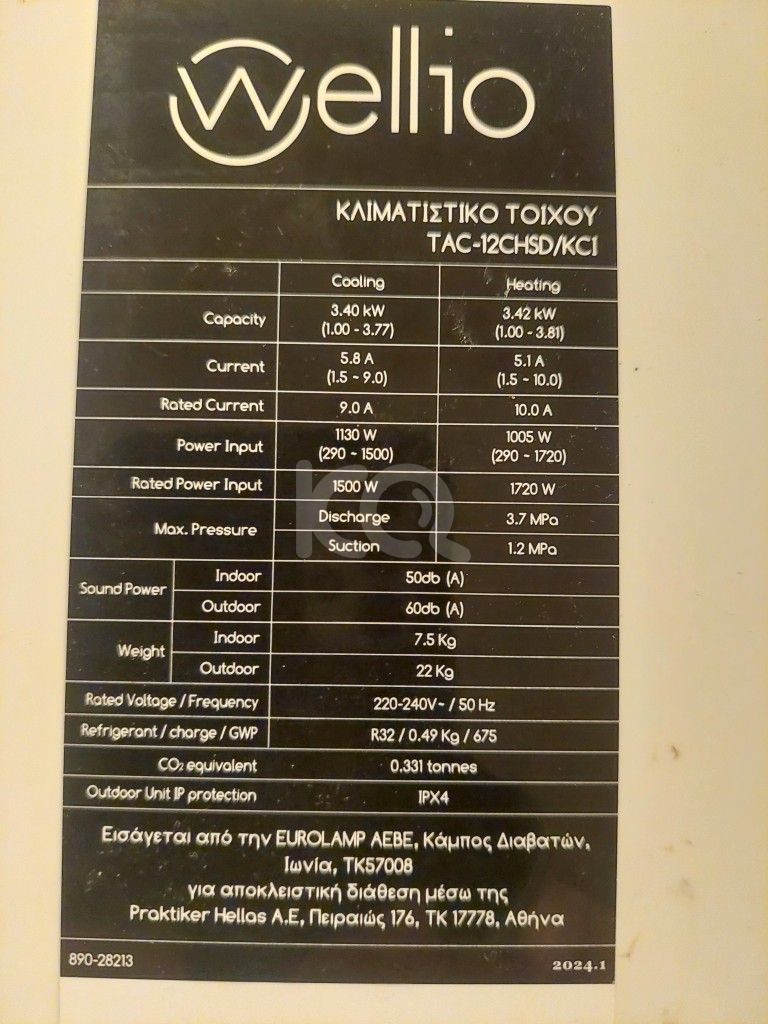 Wellio
ΚΛΙΜΑΤΙΣΤΙΚΟ ΤΟΙΧΟΥ
TAC-12CHSD/KC1
Cooling Heating
Capacity 3.40 kW (1.00 - 3.77) 3.42 kW (1.00 - 3.81)
Current 5.8 A (1.5 ~ 9.0) 5.1 A (1.5 ~ 10.0)
Rated Current 9.0 A 10.0 A
Power Input 1130 W (290 ~ 1500) 1005 W (290 ~ 1720)
Rated Power Input 1500 W 1720 W
Max. Pressure Discharge 3.7 MPa
Suction 1.2 MPa
Sound Power Indoor 50db (A)
Outdoor 60db (A)
Weight Indoor 7.5 Kg
Outdoor 22 Kg
Rated Voltage / Frequency 220-240V~ / 50 Hz
Refrigerant / charge / GWP R32 / 0.49 Kg / 675
CO₂ equivalent 0.331 tonnes
Outdoor Unit IP protection IPX4
Εισάγεται από την EUROLAMP ΑΕΒΕ, Κάμπος Διαβατών,
Ιωνία, ΤΚ57008
για αποκλειστική διάθεση μέσω της
Praktiker Hellas A.E, Πειραιώς 176, ΤΚ 17778, Αθήνα
890-28213 2024.1
KQ